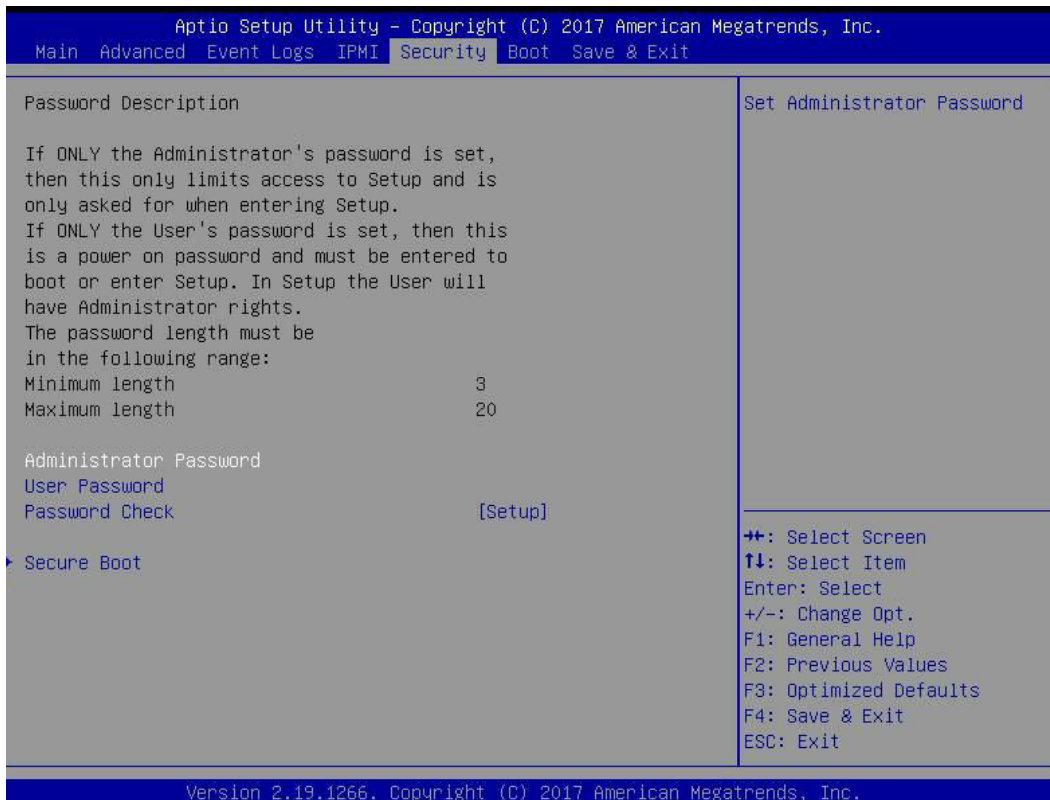 Aptio Setup Utility – Copyright (C) 2017 American Megatrends, Inc.
Main Advanced Event Logs IPMI Security Boot Save & Exit
Password Description
If ONLY the Administrator's password is set,
then this only limits access to Setup and is
only asked for when entering Setup.
If ONLY the User's password is set, then this
is a power on password and must be entered to
boot or enter Setup. In Setup the User will
have Administrator rights.
The password length must be
in the following range:
Minimum length 3
Maximum length 20
Administrator Password
User Password
Password Check [Setup]
Secure Boot
Set Administrator Password
→←: Select Screen
↑↓: Select Item
Enter: Select
+/-: Change Opt.
F1: General Help
F2: Previous Values
F3: Optimized Defaults
F4: Save & Exit
ESC: Exit
Version 2.19.1266. Copyright (C) 2017 American Megatrends, Inc.